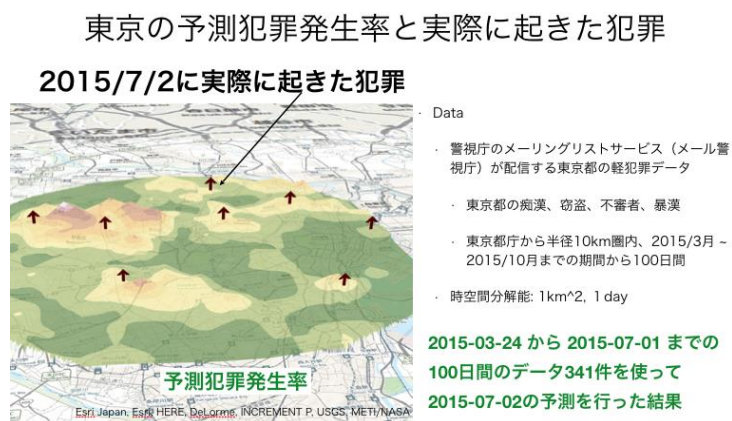 東京の予測犯罪発生率と実際に起きた犯罪
2015/7/2に実際に起きた犯罪
・ Data
・ 警視庁のメーリングリストサービス（メール警
視庁）が配信する東京都の軽犯罪データ
・ 東京都の痴漢、窃盗、不審者、暴漢
・ 東京都庁から半径10km圏内、2015/3月 ~
2015/10月までの期間から100日間
・ 時空間分解能: 1km^2, １day
2015-03-24 から 2015-07-01 までの
100日間のデータ341件を使って
2015-07-02の予測を行った結果
予測犯罪発生率
Esri Japan, Esri, HERE, DeLorme, INCREMENT P, USGS, METI/NASA